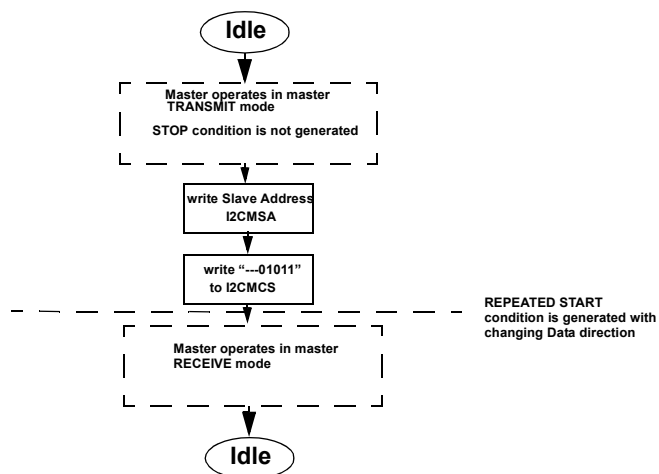 Idle
Master operates in master
TRANSMIT mode
STOP condition is not generated
write Slave Address
I2CMSA
write “---01011”
to I2CMCS
REPEATED START
condition is generated with
changing Data direction
Master operates in master
RECEIVE mode
Idle